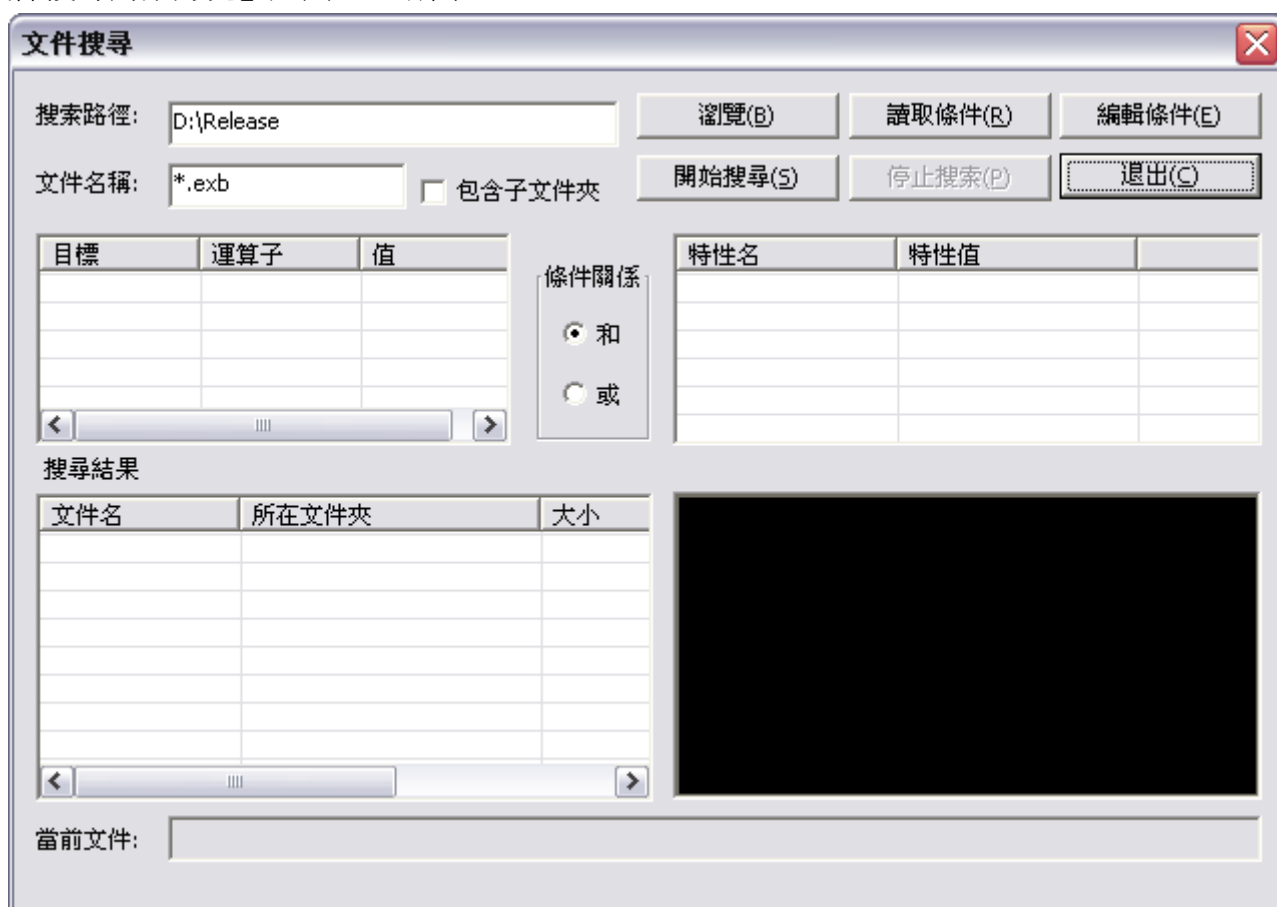 文件搜尋
搜索路徑: D:\Release 瀏覽(B) 讀取條件(R) 編輯條件(E)
文件名稱: *.exb 包含子文件夾 開始搜尋(S) 停止搜索(P) 退出(C)
目標 運算子 值 條件關係 特性名 特性值
和
或
搜尋結果
文件名 所在文件夾 大小
當前文件: